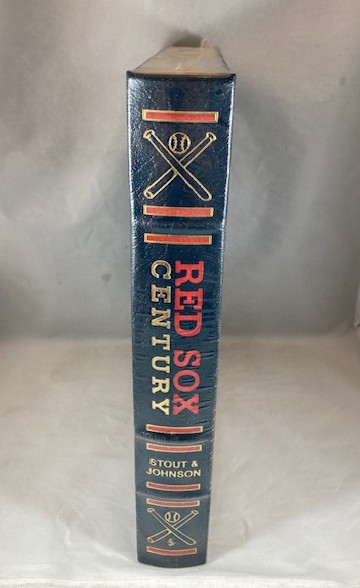 RED SOX
CENTURY
STOUT &
JOHNSON